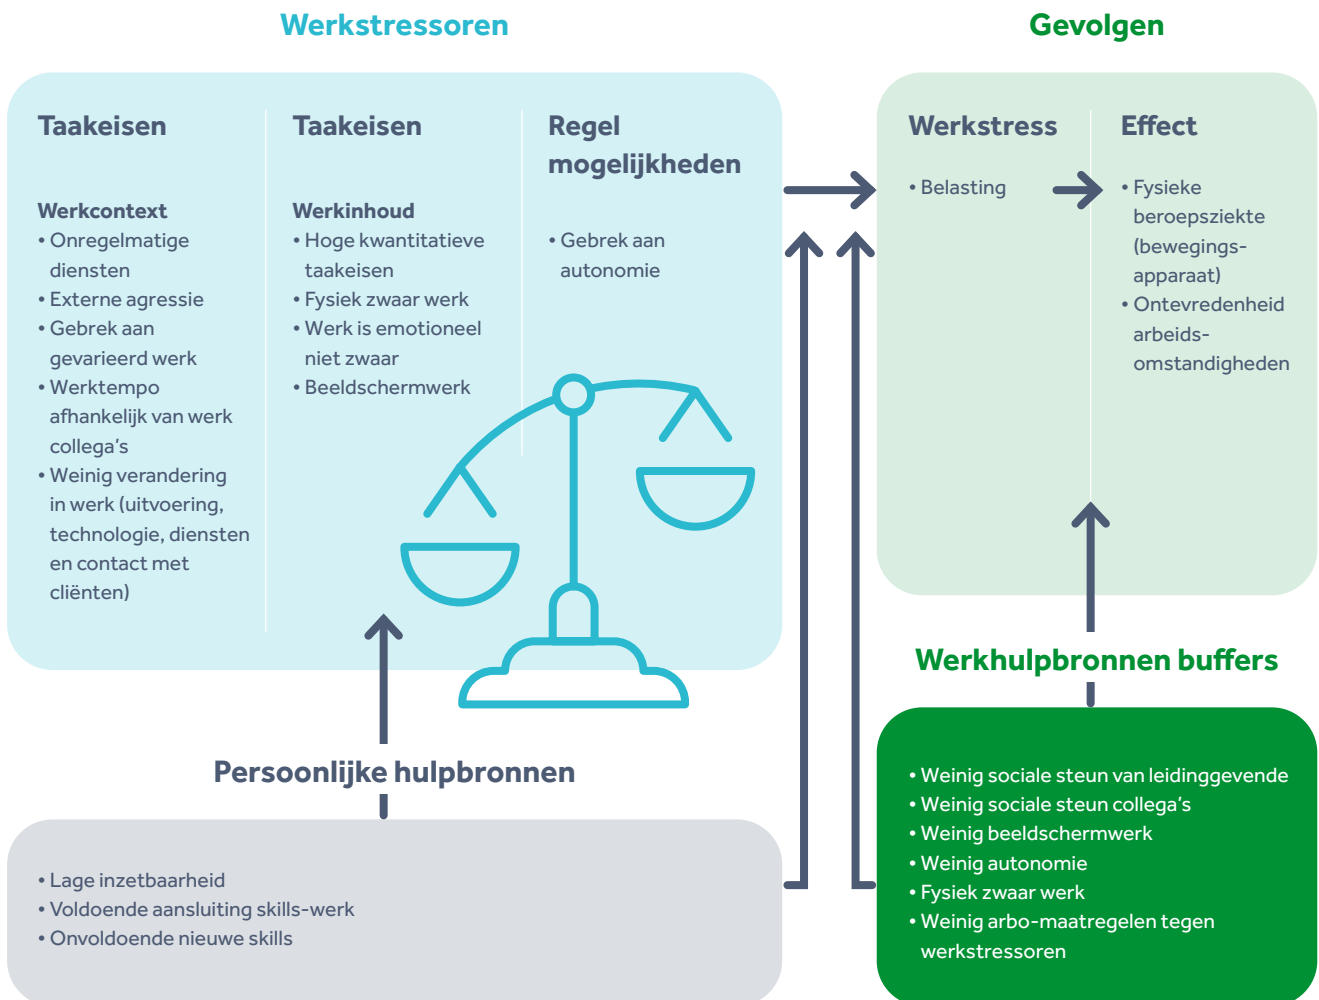 Werkstressoren
Taakeisen
Werkcontext
• Onregelmatige
diensten
• Externe agressie
• Gebrek aan
gevarieerd werk
• Werktempo
afhankelijk van werk
collega's
• Weinig verandering
in werk (uitvoering,
technologie, diensten
en contact met
cliënten)
Taakeisen
Werkinhoud
• Hoge kwantitatieve
taakeisen
• Fysiek zwaar werk
• Werk is emotioneel
niet zwaar
• Beeldschermwerk
Regel
mogelijkheden
• Gebrek aan
autonomie
Gevolgen
Werkstress
• Belasting
Effect
• Fysieke
beroepsziekte
(bewegings-
apparaat)
• Ontevredenheid
arbeids-
omstandigheden
Persoonlijke hulpbronnen
• Lage inzetbaarheid
• Voldoende aansluiting skills-werk
• Onvoldoende nieuwe skills
Werkhulpbronnen buffers
• Weinig sociale steun van leidinggevende
• Weinig sociale steun collega's
• Weinig beeldschermwerk
• Weinig autonomie
• Fysiek zwaar werk
• Weinig arbo-maatregelen tegen
werkstressoren